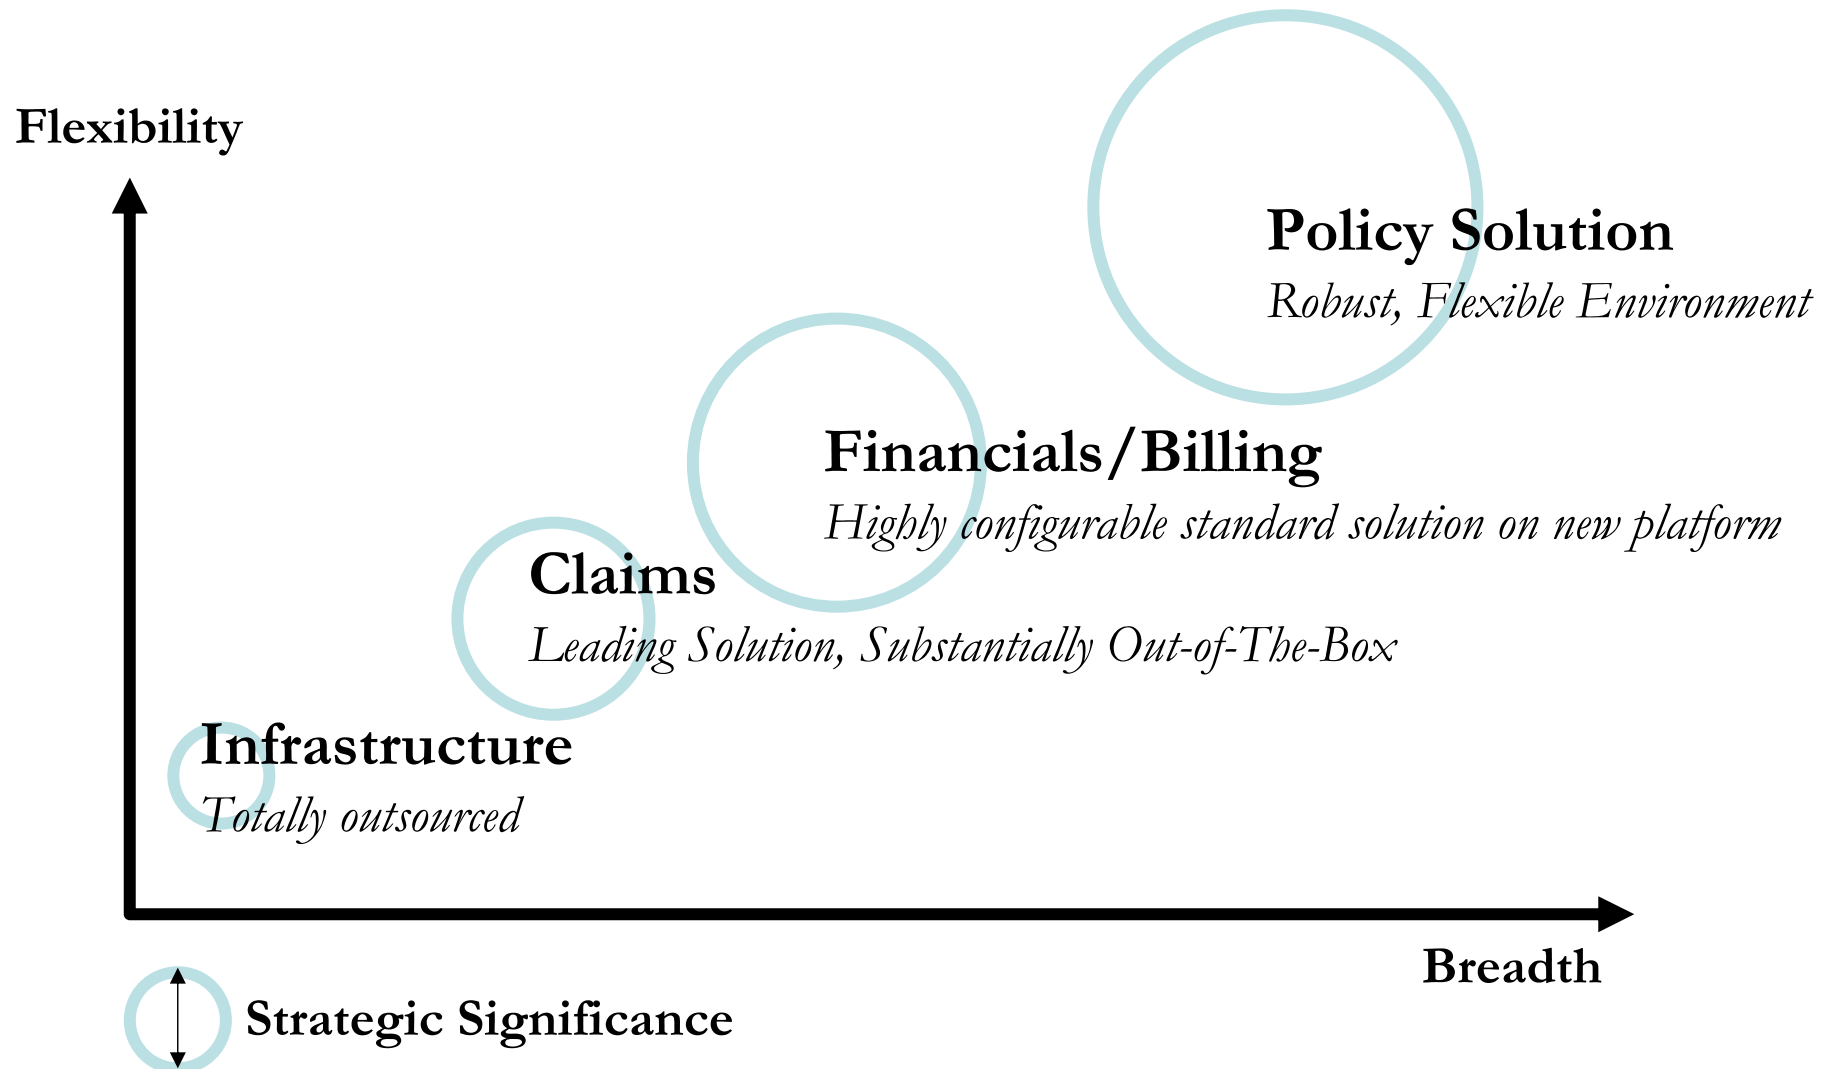 Flexibility
Policy Solution
Robust, Flexible Environment
Financials/Billing
Highly configurable standard solution on new platform
Claims
Leading Solution, Substantially Out-of-The-Box
Infrastructure
Totally outsourced
Breadth
Strategic Significance